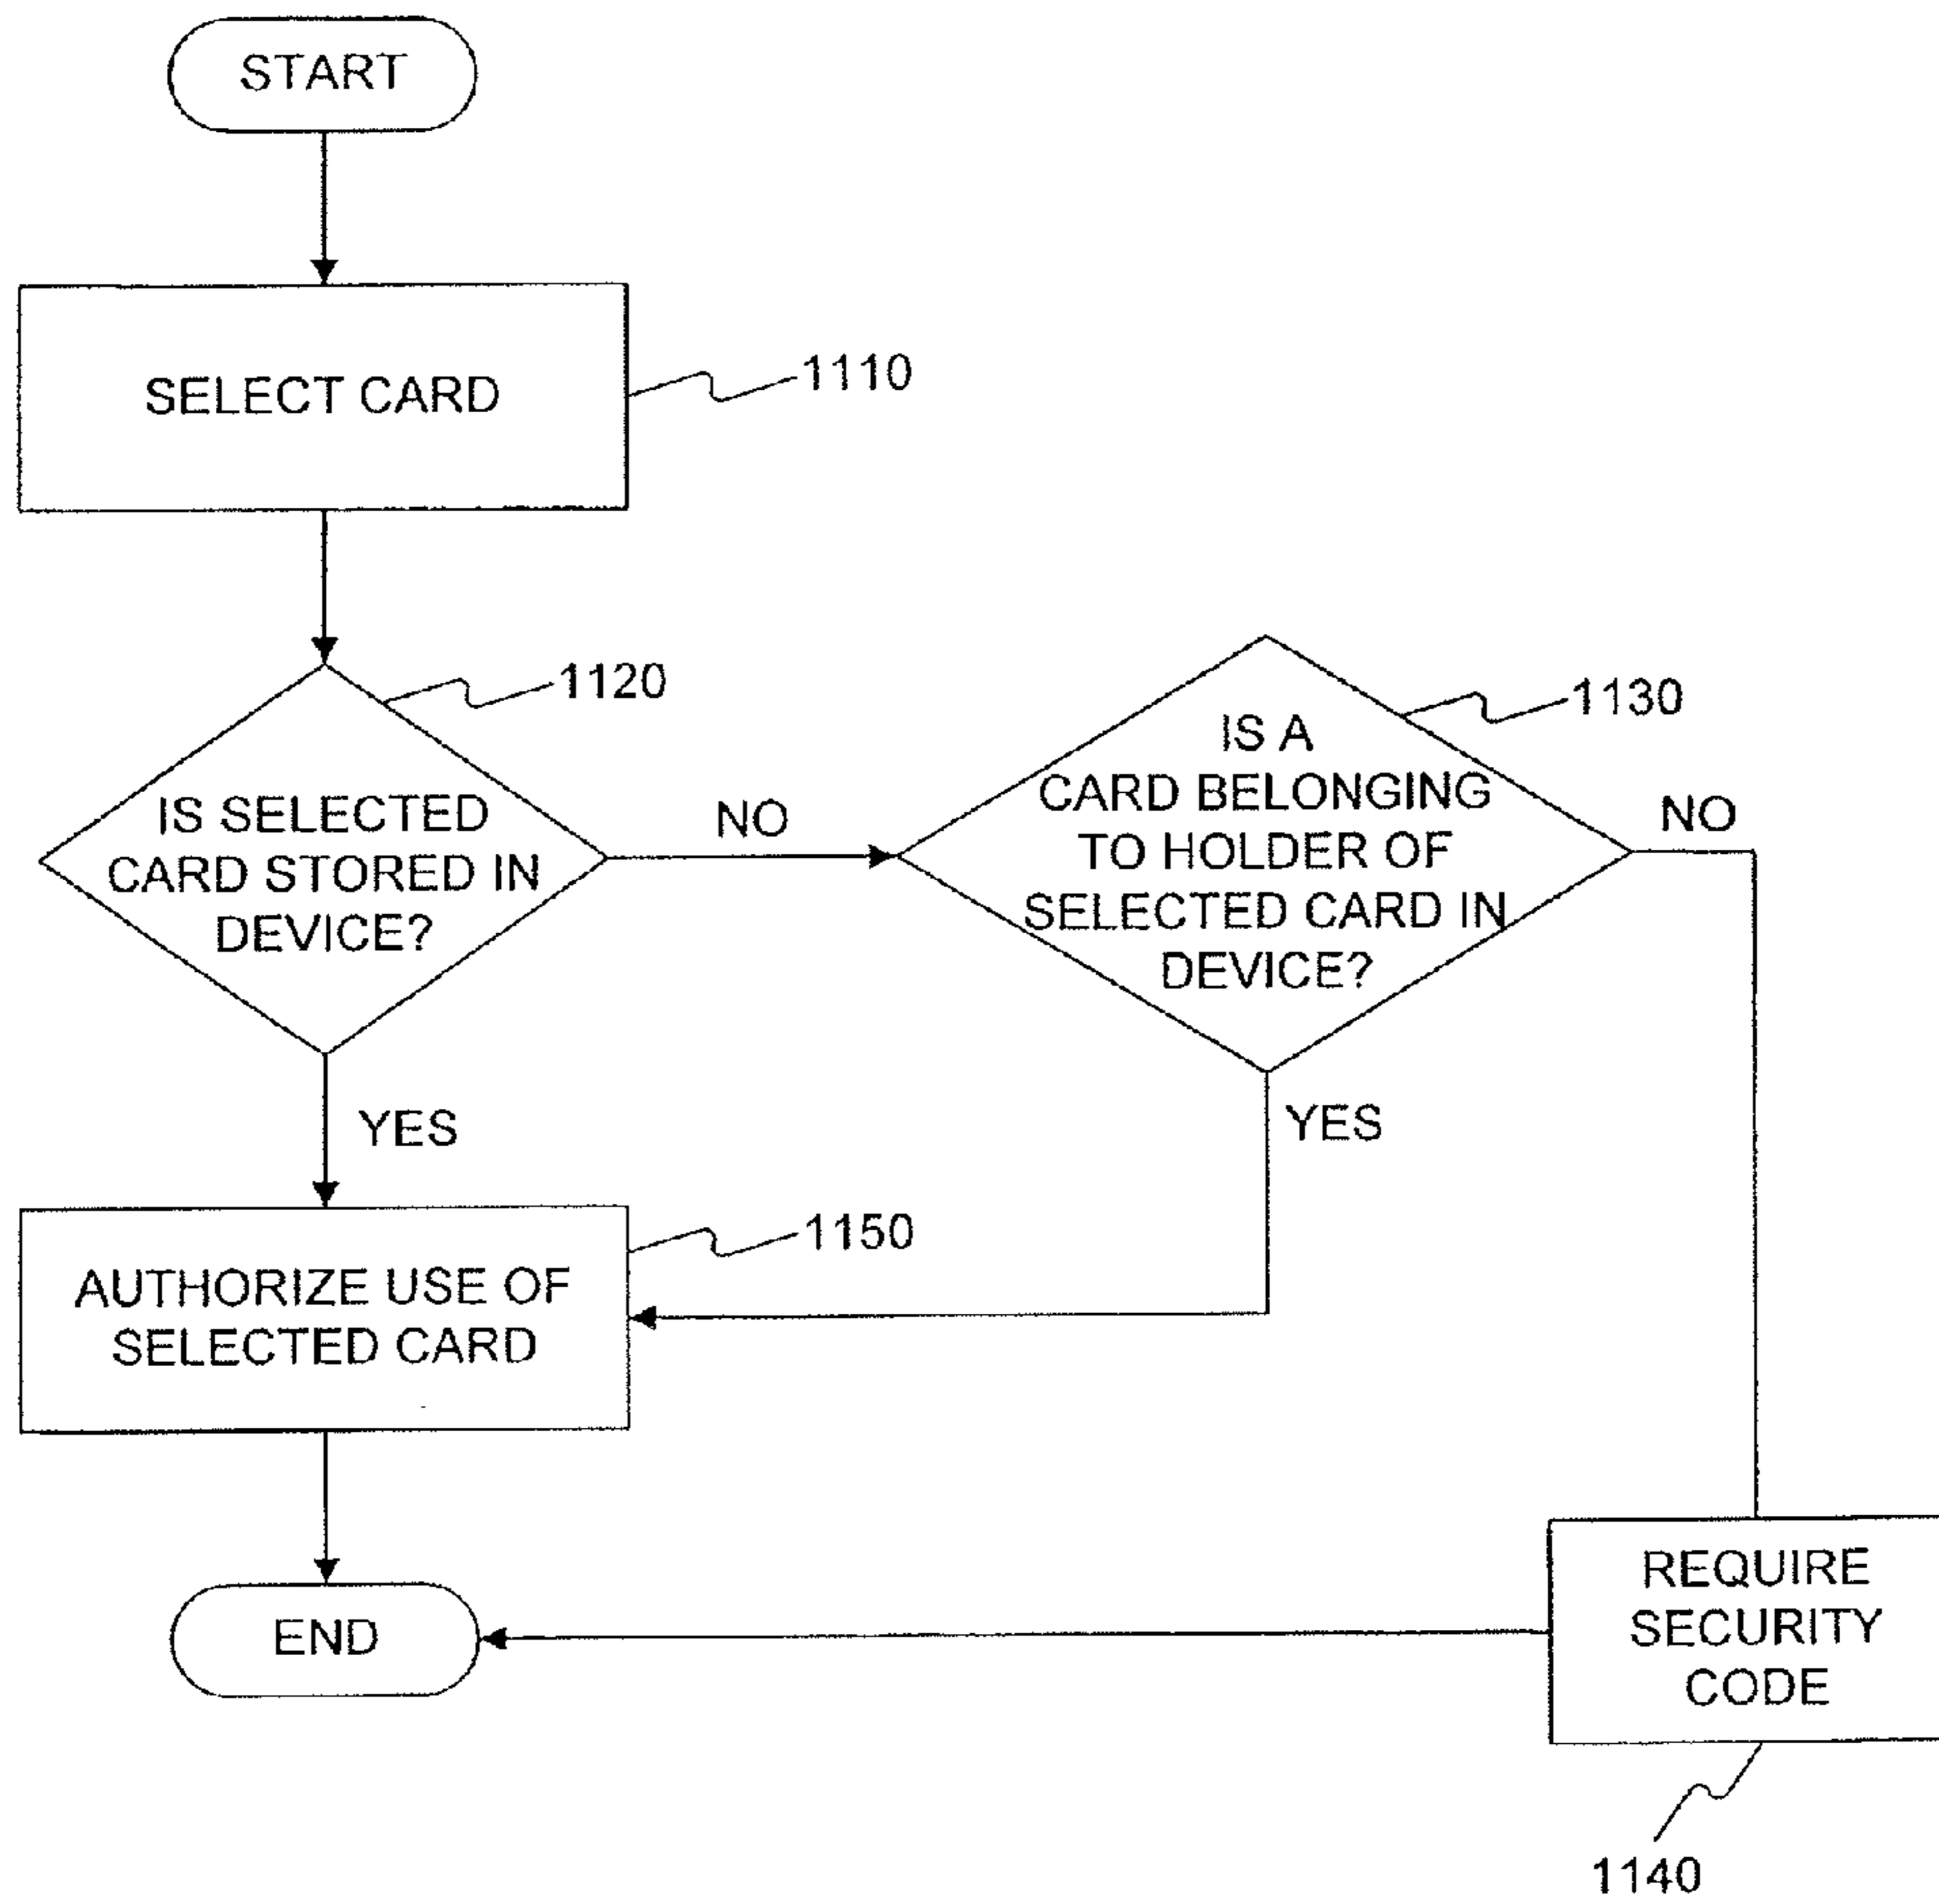 START
SELECT CARD
1110
1120
IS SELECTED
CARD STORED IN
DEVICE?
NO
1130
IS A
CARD BELONGING
TO HOLDER OF
SELECTED CARD IN
DEVICE?
NO
YES
YES
1150
AUTHORIZE USE OF
SELECTED CARD
END
REQUIRE
SECURITY
CODE
1140